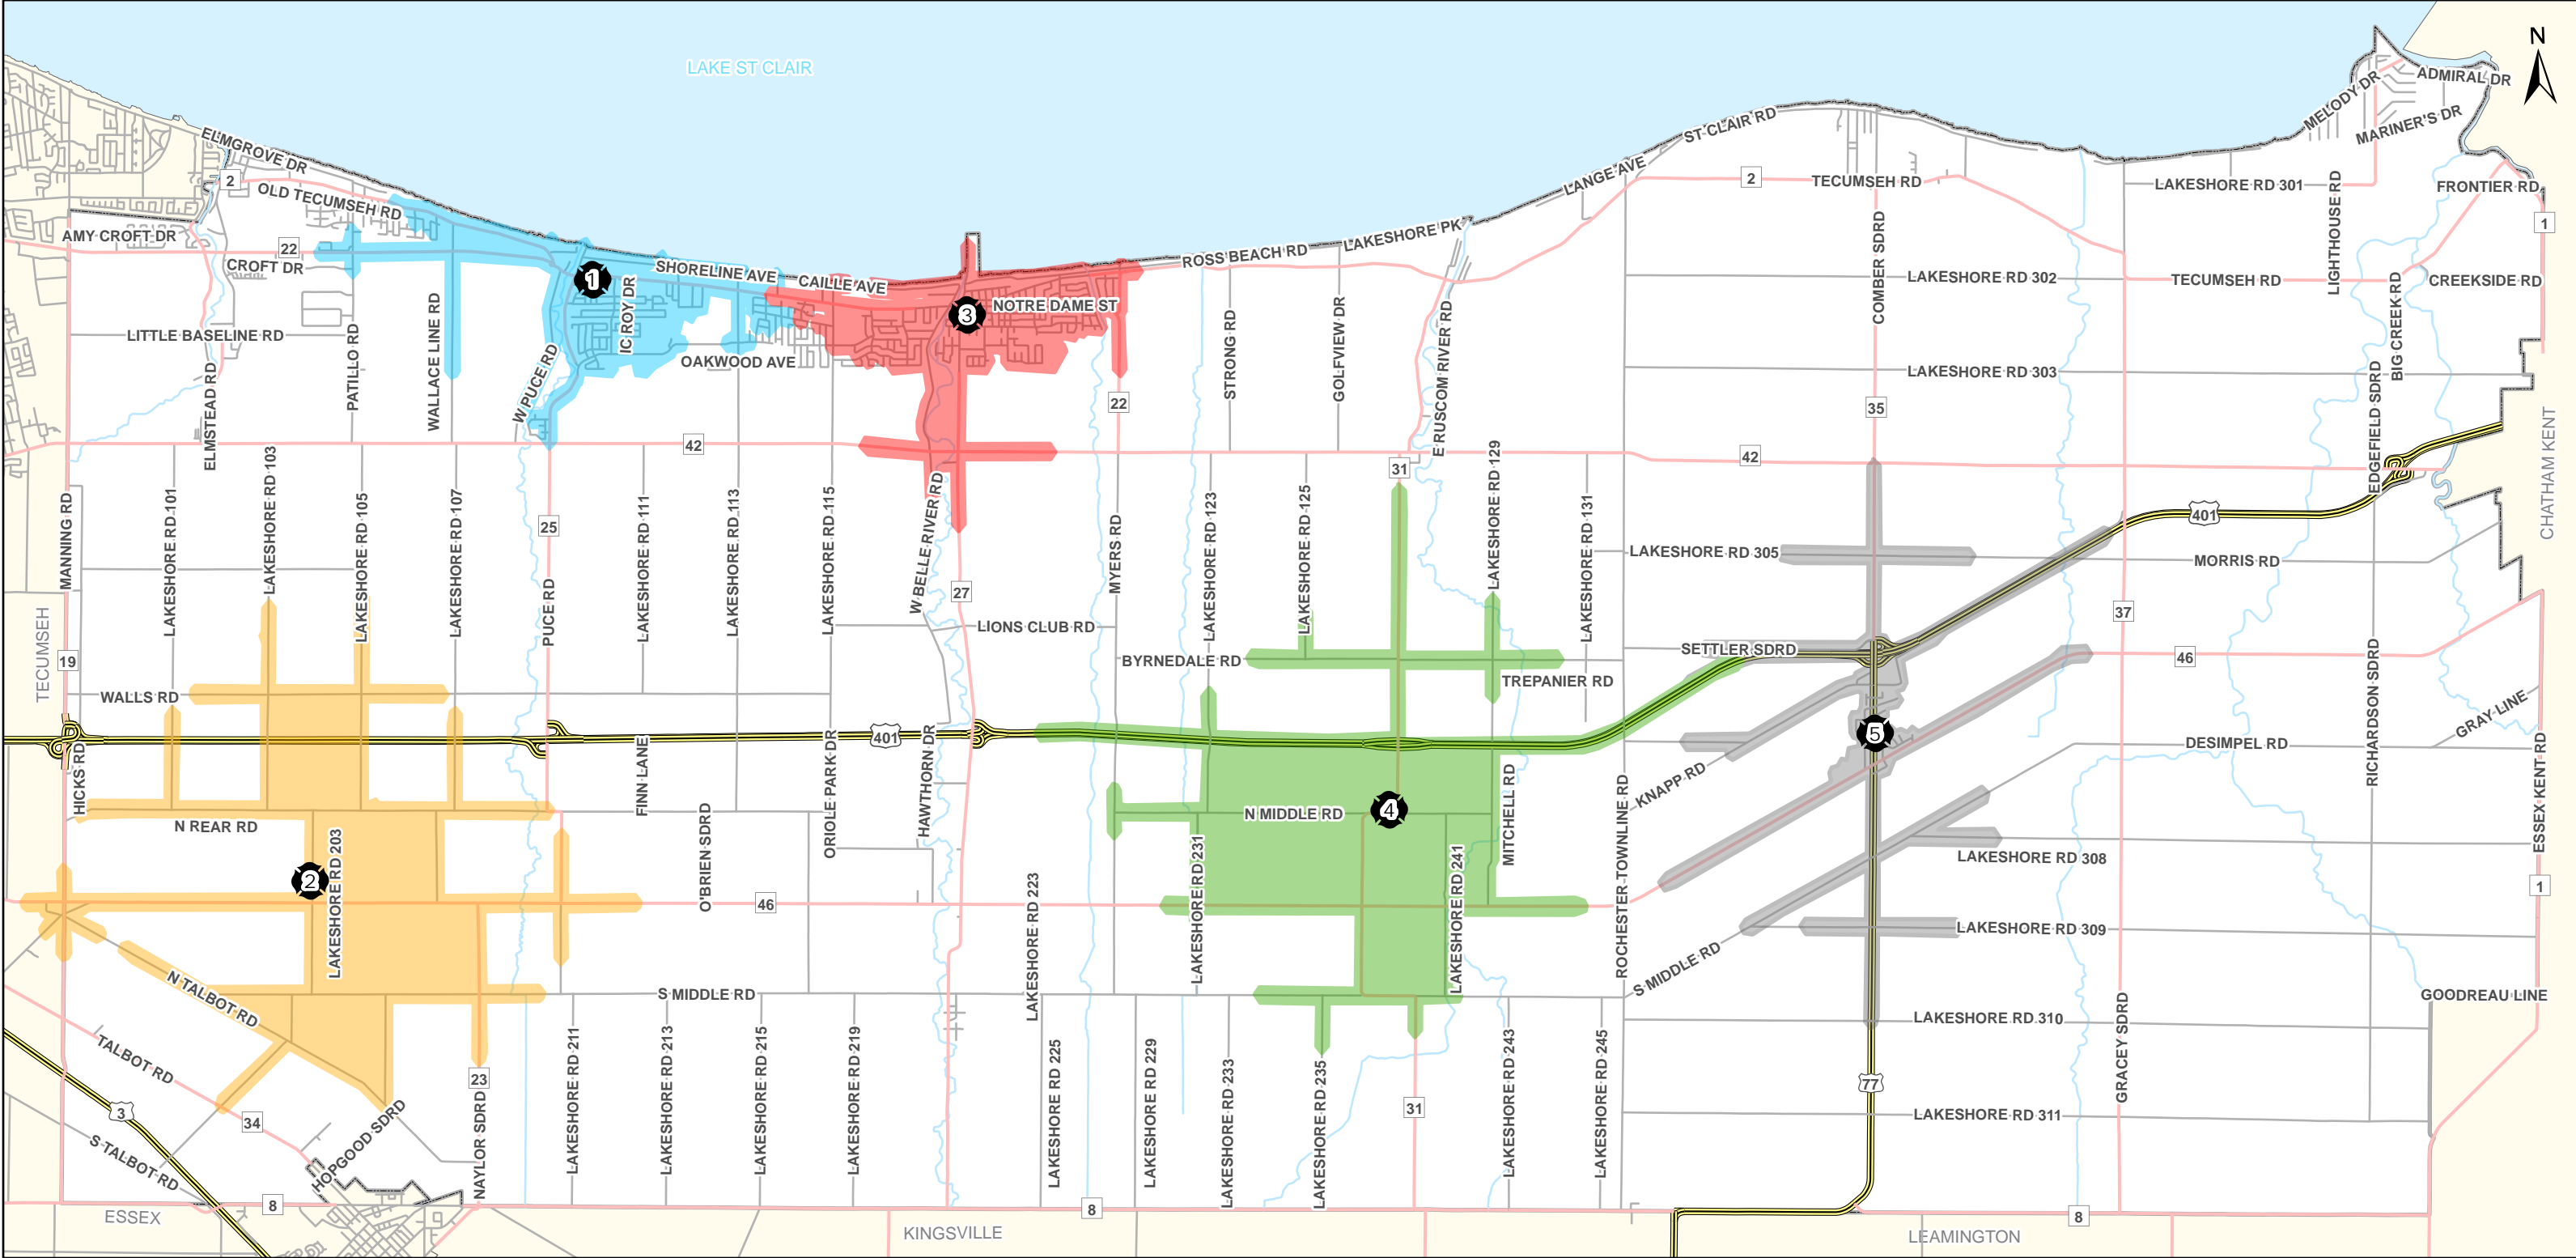 N
LAKE ST CLAIR
ADMIRAL DR
MELODY DR
MARINER'S DR
ELMGROVE DR
ST CLAIR RD
2
OLD TECUMSEH RD
LANGE AVE
2
TECUMSEH RD
LAKESHORE RD 301
LIGHTHOUSE RD
FRONTIER RD
1
AMY CROFT DR
22
CROFT DR
SHORELINE AVE
CAILLE AVE
ROSS BEACH RD
LAKESHORE PK
COMBER SDRD
LAKESHORE RD 302
TECUMSEH RD
CREEKSIDE RD
BIG CREEK RD
1
IC ROY DR
3
NOTRE DAME ST
LITTLE BASELINE RD
PATILLO RD
WALLACE LINE RD
W PUCE RD
OAKWOOD AVE
STRONG RD
GOLFVIEW DR
E RUSCOM RIVER RD
LAKESHORE RD 303
EDGEFIELD SDRD
ELMSTEAD RD
22
35
CHATHAM KENT
42
31
42
MANNING RD
LAKESHORE RD 101
LAKESHORE RD 103
LAKESHORE RD 105
LAKESHORE RD 107
25
PUCE RD
LAKESHORE RD 111
LAKESHORE RD 113
LAKESHORE RD 115
W BELLE RIVER RD
MYERS RD
LAKESHORE RD 123
LAKESHORE RD 125
LAKESHORE RD 129
LAKESHORE RD 131
401
LAKESHORE RD 305
MORRIS RD
27
37
TECUMSEH
19
LIONS CLUB RD
BYRNEDALE RD
SETTLER SDRD
46
TREPANIER RD
WALLS RD
RICHARDSON SDRD
GRAY LINE
401
HICKS RD
FINN LANE
ORIOLE PARK DR
HAWTHORN DR
5
DESIMPEL RD
ESSEX KENT RD
MITCHELL RD
ROCHESTER TOWNLINE RD
KNAPP RD
N REAR RD
O'BRIEN SDRD
N MIDDLE RD
4
LAKESHORE RD 308
2
LAKESHORE RD 203
LAKESHORE RD 231
LAKESHORE RD 241
1
46
LAKESHORE RD 223
LAKESHORE RD 309
N TALBOT RD
S MIDDLE RD
S MIDDLE RD
GOODREAU LINE
LAKESHORE RD 310
GRACEY SDRD
TALBOT RD
23
NAYLOR SDRD
LAKESHORE RD 211
LAKESHORE RD 213
LAKESHORE RD 215
LAKESHORE RD 219
LAKESHORE RD 225
LAKESHORE RD 229
LAKESHORE RD 233
LAKESHORE RD 235
31
LAKESHORE RD 243
LAKESHORE RD 245
77
3
34
HOPGOOD SDRD
LAKESHORE RD 311
S TALBOT RD
8
8
8
ESSEX
KINGSVILLE
LEAMINGTON